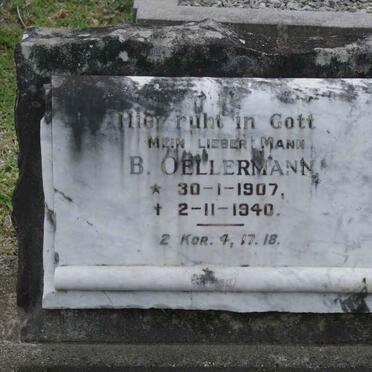 Hier ruht in Gott
MEIN LIEBER MANN
B. OELLERMANN
* 30-1-1907,
† 2-11-1940.
2 KOR. 4, 17. 18.